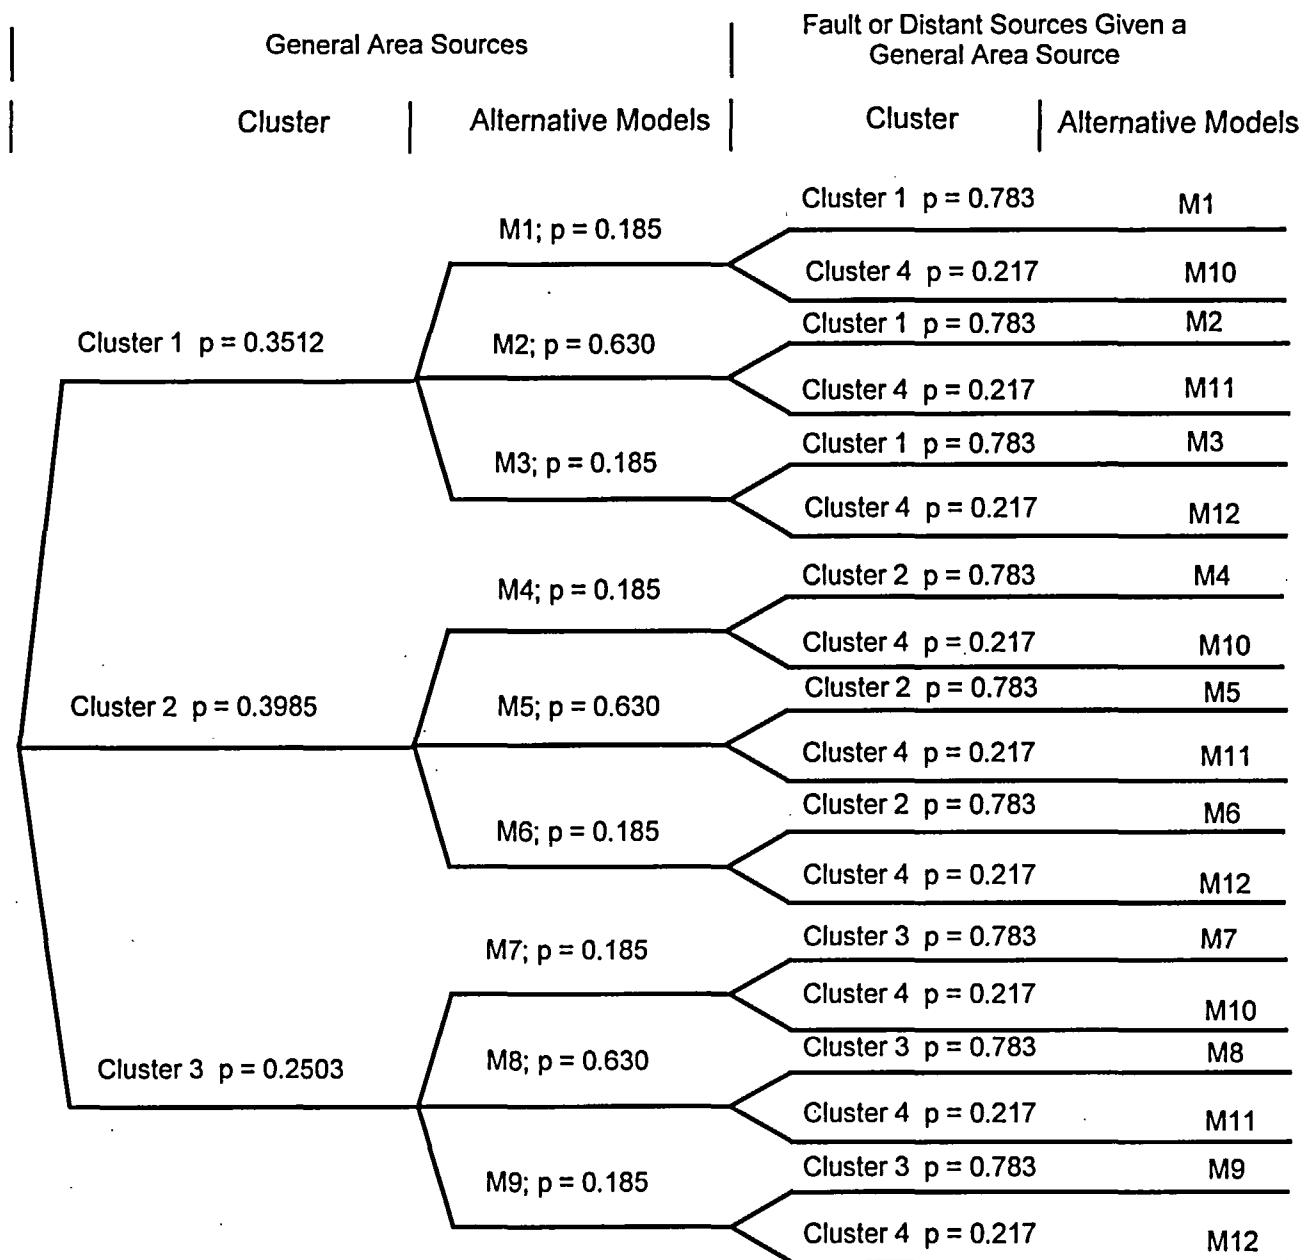 General Area Sources
Fault or Distant Sources Given a
General Area Source
Cluster
Alternative Models
Cluster
Alternative Models
Cluster 1 p = 0.3512
M1; p = 0.185
Cluster 1 p = 0.783 M1
Cluster 4 p = 0.217 M10
M2; p = 0.630
Cluster 1 p = 0.783 M2
Cluster 4 p = 0.217 M11
M3; p = 0.185
Cluster 1 p = 0.783 M3
Cluster 4 p = 0.217 M12
Cluster 2 p = 0.3985
M4; p = 0.185
Cluster 2 p = 0.783 M4
Cluster 4 p = 0.217 M10
M5; p = 0.630
Cluster 2 p = 0.783 M5
Cluster 4 p = 0.217 M11
M6; p = 0.185
Cluster 2 p = 0.783 M6
Cluster 4 p = 0.217 M12
Cluster 3 p = 0.2503
M7; p = 0.185
Cluster 3 p = 0.783 M7
Cluster 4 p = 0.217 M10
M8; p = 0.630
Cluster 3 p = 0.783 M8
Cluster 4 p = 0.217 M11
M9; p = 0.185
Cluster 3 p = 0.783 M9
Cluster 4 p = 0.217 M12